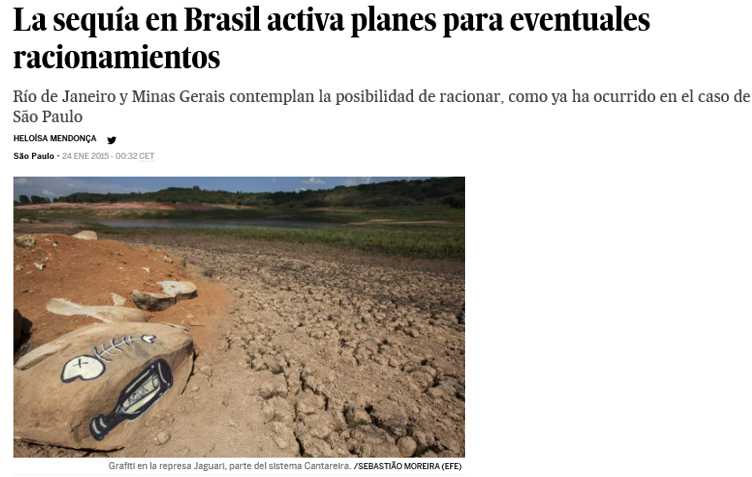 La sequía en Brasil activa planes para eventuales
racionamientos
Río de Janeiro y Minas Gerais contemplan la posibilidad de racionar, como ya ha ocurrido en el caso de
São Paulo
HELOÍSA MENDONÇA
São Paulo - 24 ENE 2015 - 00:32 CET
Grafiti en la represa Jaguari, parte del sistema Cantareira. /SEBASTIÃO MOREIRA (EFE)